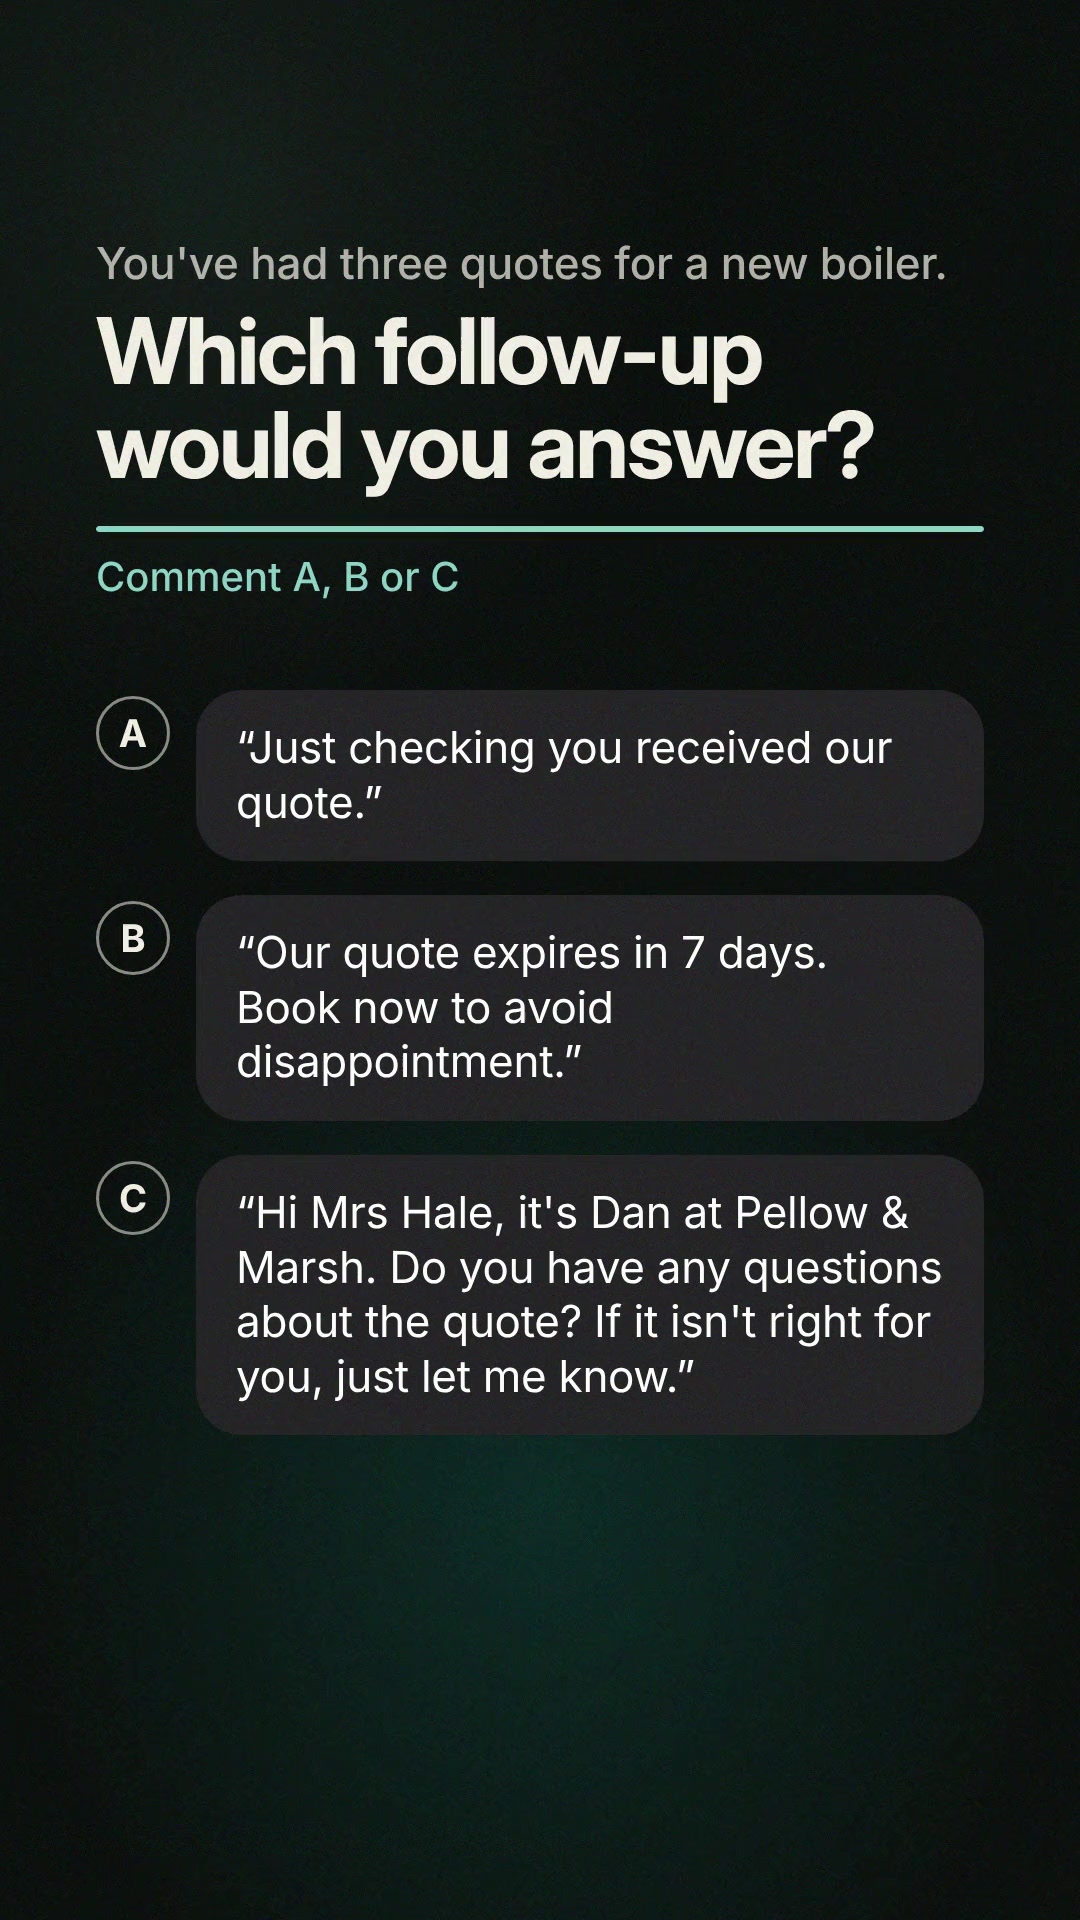 You've had three quotes for a new boiler.
Which follow-up
would you answer?
Comment A, B or C
A
“Just checking you received our
quote.”
B
“Our quote expires in 7 days.
Book now to avoid
disappointment.”
C
“Hi Mrs Hale, it's Dan at Pellow &
Marsh. Do you have any questions
about the quote? If it isn't right for
you, just let me know.”